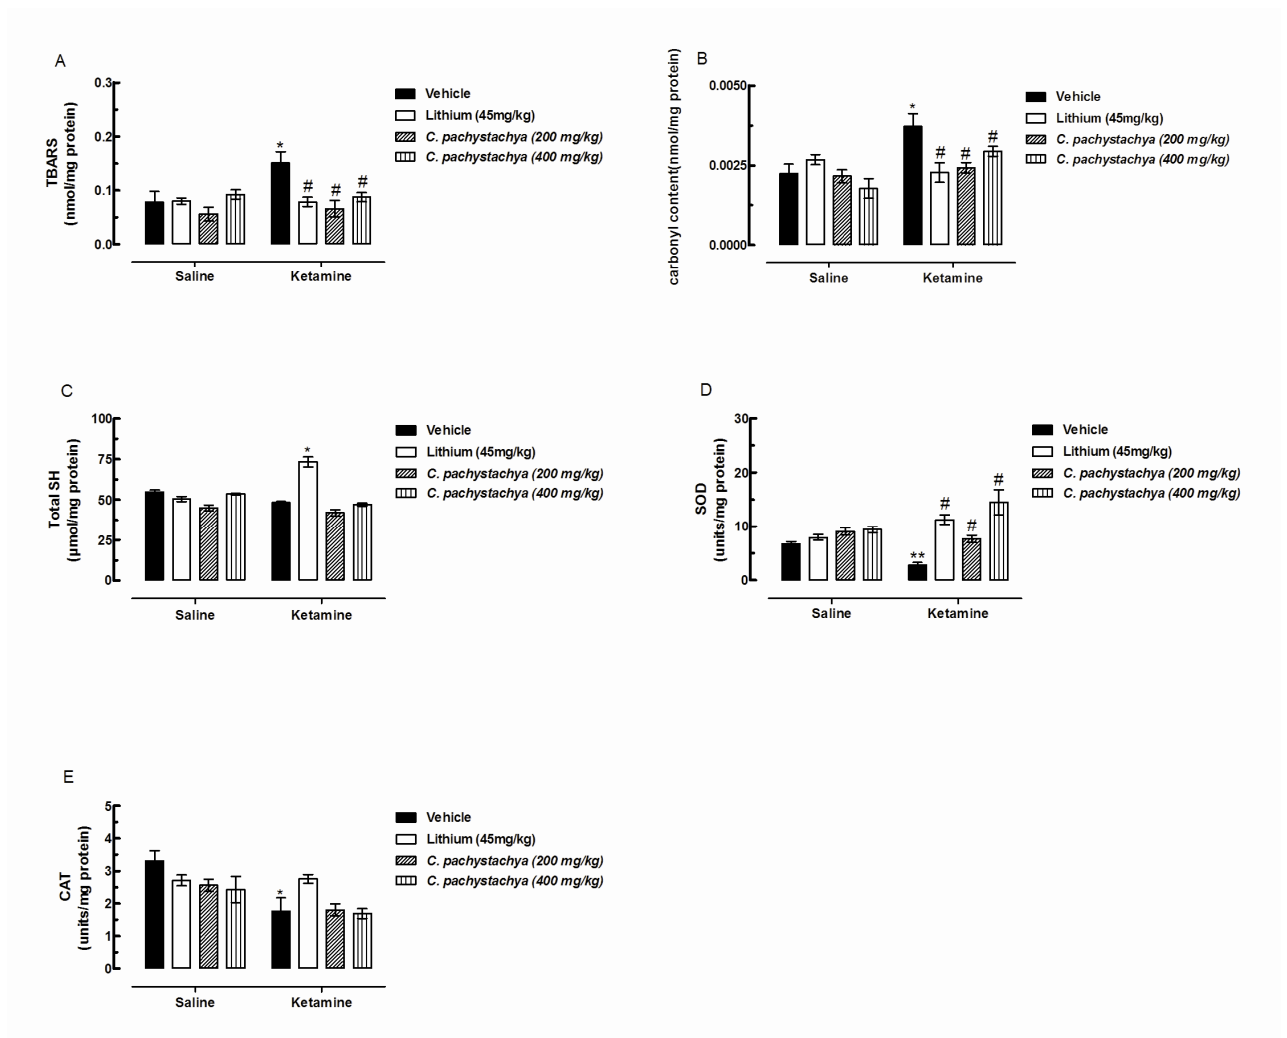 A
TBARS
(nmol/mg protein)
0.3
0.2
0.1
0.0
*
#
#
#
Saline
Ketamine
Vehicle
Lithium (45mg/kg)
C. pachystachya (200 mg/kg)
C. pachystachya (400 mg/kg)
B
carbonyl content(nmol/mg protein)
0.0050
0.0025
0.0000
*
#
#
#
Saline
Ketamine
Vehicle
Lithium (45mg/kg)
C. pachystachya (200 mg/kg)
C. pachystachya (400 mg/kg)
C
Total SH
(μmol/mg protein)
100
75
50
25
0
*
Saline
Ketamine
Vehicle
Lithium (45mg/kg)
C. pachystachya (200 mg/kg)
C. pachystachya (400 mg/kg)
D
SOD
(units/mg protein)
30
20
10
0
**
#
#
#
Saline
Ketamine
Vehicle
Lithium (45mg/kg)
C. pachystachya (200 mg/kg)
C. pachystachya (400 mg/kg)
E
CAT
(units/mg protein)
5
4
3
2
1
0
*
Saline
Ketamine
Vehicle
Lithium (45mg/kg)
C. pachystachya (200 mg/kg)
C. pachystachya (400 mg/kg)